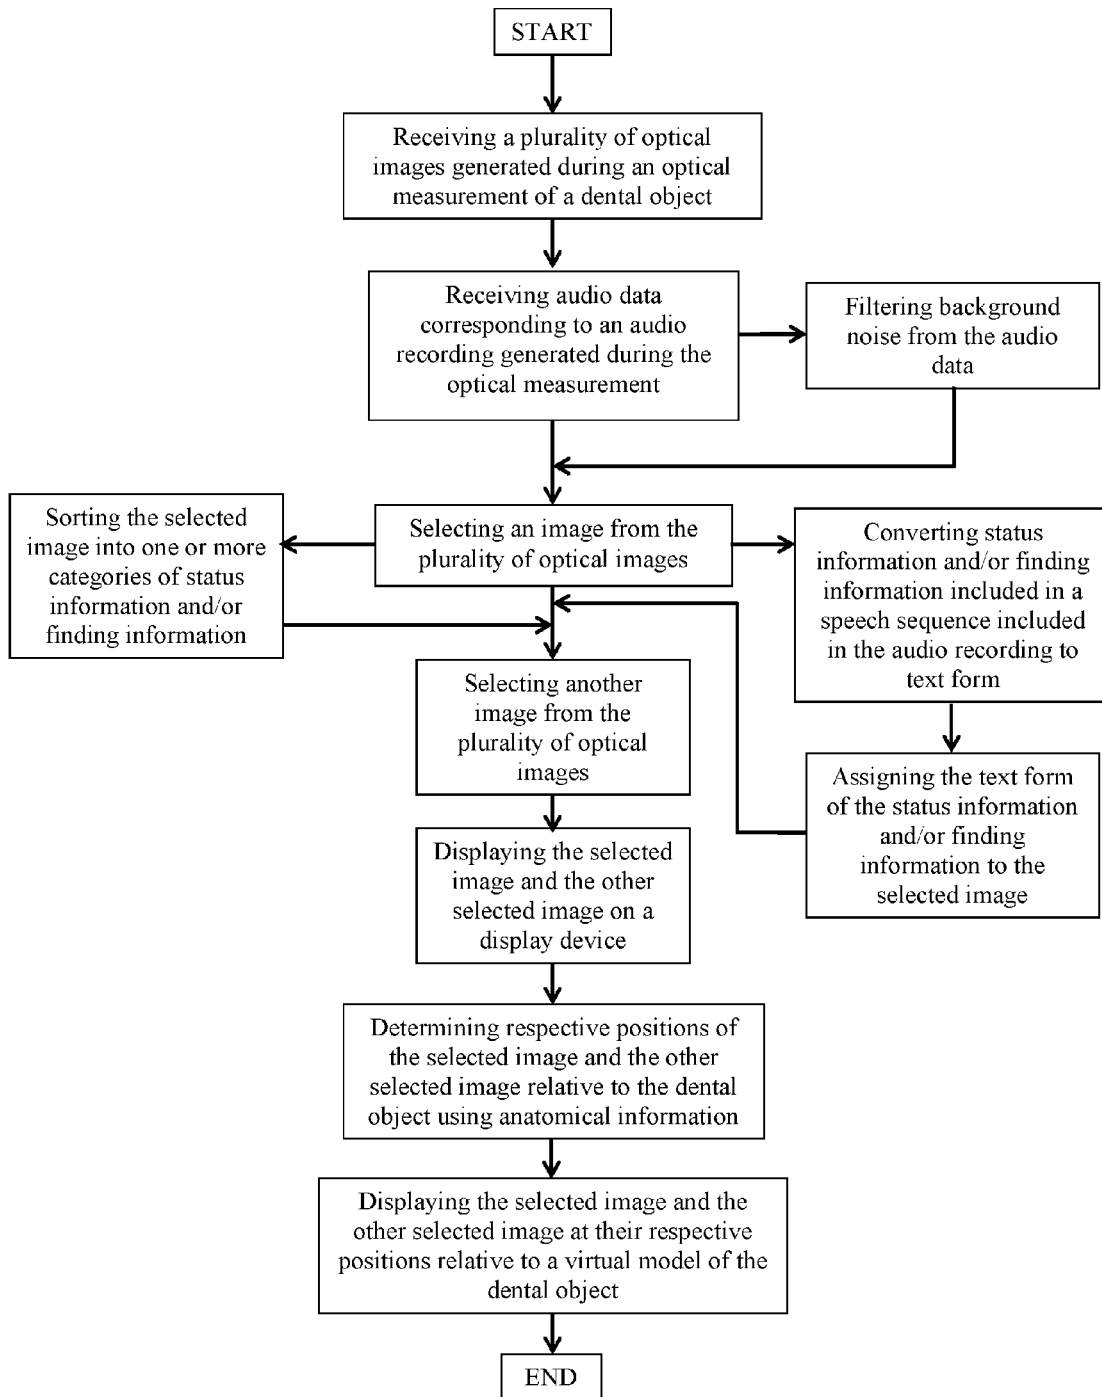 START
Receiving a plurality of optical
images generated during an optical
measurement of a dental object
Receiving audio data
corresponding to an audio
recording generated during the
optical measurement
Filtering background
noise from the audio
data
Sorting the selected
image into one or more
categories of status
information and/or
finding information
Selecting an image from the
plurality of optical images
Converting status
information and/or finding
information included in a
speech sequence included
in the audio recording to
text form
Selecting another
image from the
plurality of optical
images
Assigning the text form
of the status information
and/or finding
information to the
selected image
Displaying the selected
image and the other
selected image on a
display device
Determining respective positions of
the selected image and the other
selected image relative to the dental
object using anatomical information
Displaying the selected image and the
other selected image at their respective
positions relative to a virtual model of the
dental object
END